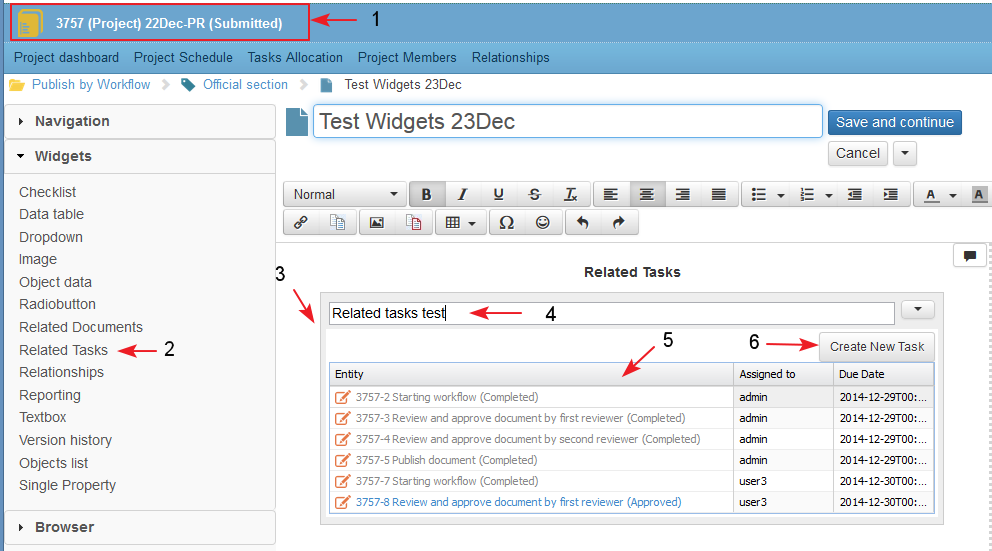 3757 (Project) 22Dec-PR (Submitted) 1
Project dashboard Project Schedule Tasks Allocation Project Members Relationships
Publish by Workflow Official section Test Widgets 23Dec
Navigation
Widgets
Checklist
Data table
Dropdown
Image
Object data
Radiobutton
Related Documents
Related Tasks 2
Relationships
Reporting
Textbox
Version history
Objects list
Single Property
Browser
Test Widgets 23Dec
Save and continue
Cancel
Normal B I U S Tx A A
Ω
Related Tasks
3
Related tasks test 4
5
6 Create New Task
Entity Assigned to Due Date
3757-2 Starting workflow (Completed) admin 2014-12-29T00:...
3757-3 Review and approve document by first reviewer (Completed) admin 2014-12-29T00:...
3757-4 Review and approve document by second reviewer (Completed) admin 2014-12-29T00:...
3757-5 Publish document (Completed) admin 2014-12-29T00:...
3757-7 Starting workflow (Completed) user3 2014-12-30T00:...
3757-8 Review and approve document by first reviewer (Approved) user3 2014-12-30T00:...